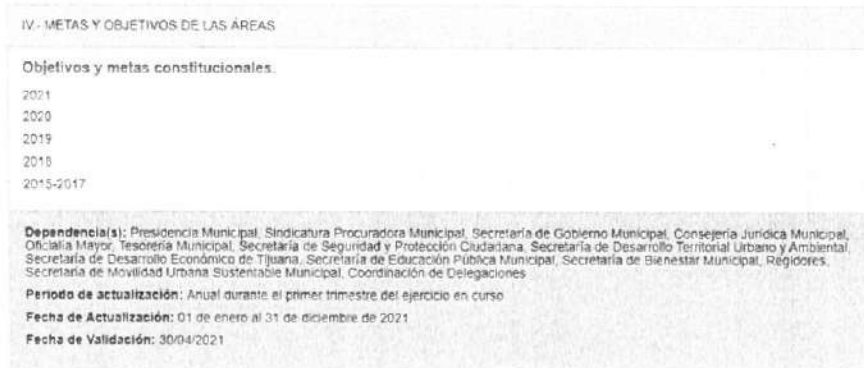 IV.- METAS Y OBJETIVOS DE LAS ÁREAS
Objetivos y metas constitucionales.
2021
2020
2019
2018
2015-2017
Dependencia(s): Presidencia Municipal, Sindicatura Procuradora Municipal, Secretaría de Gobierno Municipal, Consejería Jurídica Municipal,
Oficialía Mayor, Tesorería Municipal, Secretaría de Seguridad y Protección Ciudadana, Secretaría de Desarrollo Territorial Urbano y Ambiental,
Secretaría de Desarrollo Económico de Tijuana, Secretaría de Educación Pública Municipal, Secretaría de Bienestar Municipal, Regidores,
Secretaría de Movilidad Urbana Sustentable Municipal, Coordinación de Delegaciones
Periodo de actualización: Anual durante el primer trimestre del ejercicio en curso
Fecha de Actualización: 01 de enero al 31 de diciembre de 2021
Fecha de Validación: 30/04/2021